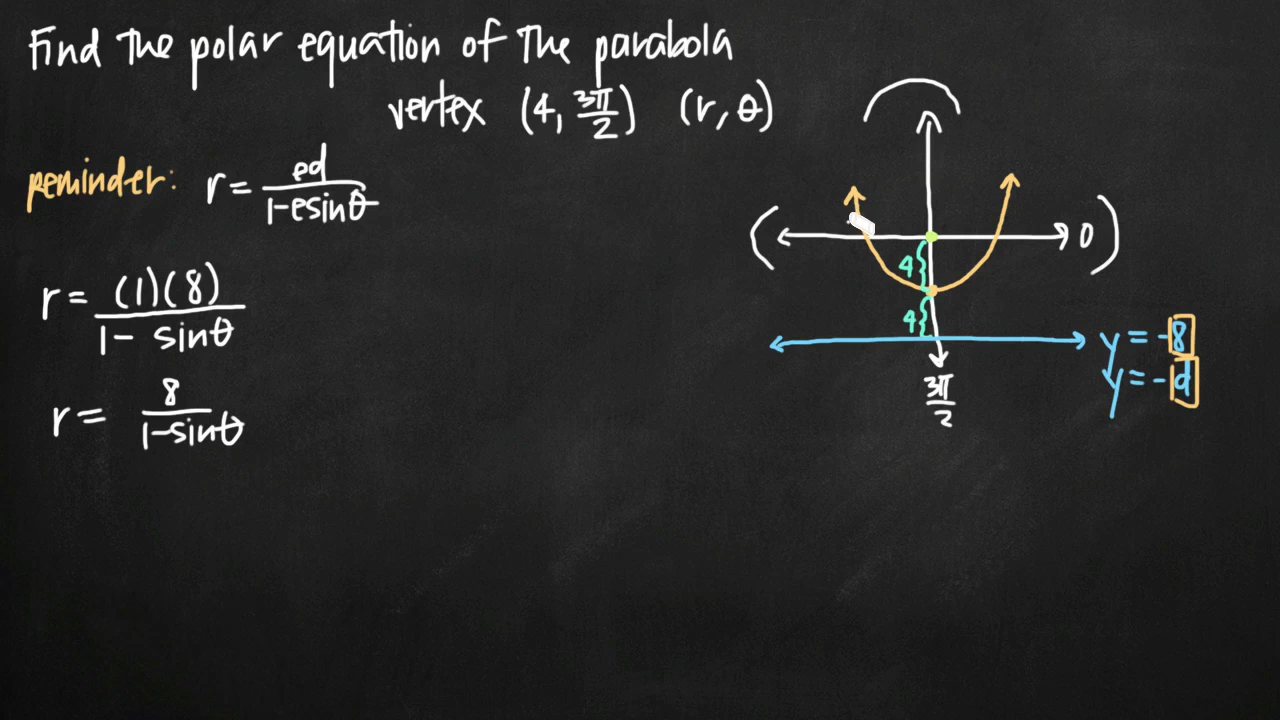 Find the polar equation of the parabola
vertex (4, 3π/2) (r, θ)
reminder: r = ed/1-esinθ
r = (1)(8)/1- sinθ
r = 8/1-sinθ
0
4
4
y = -8
y = -d
3π/2